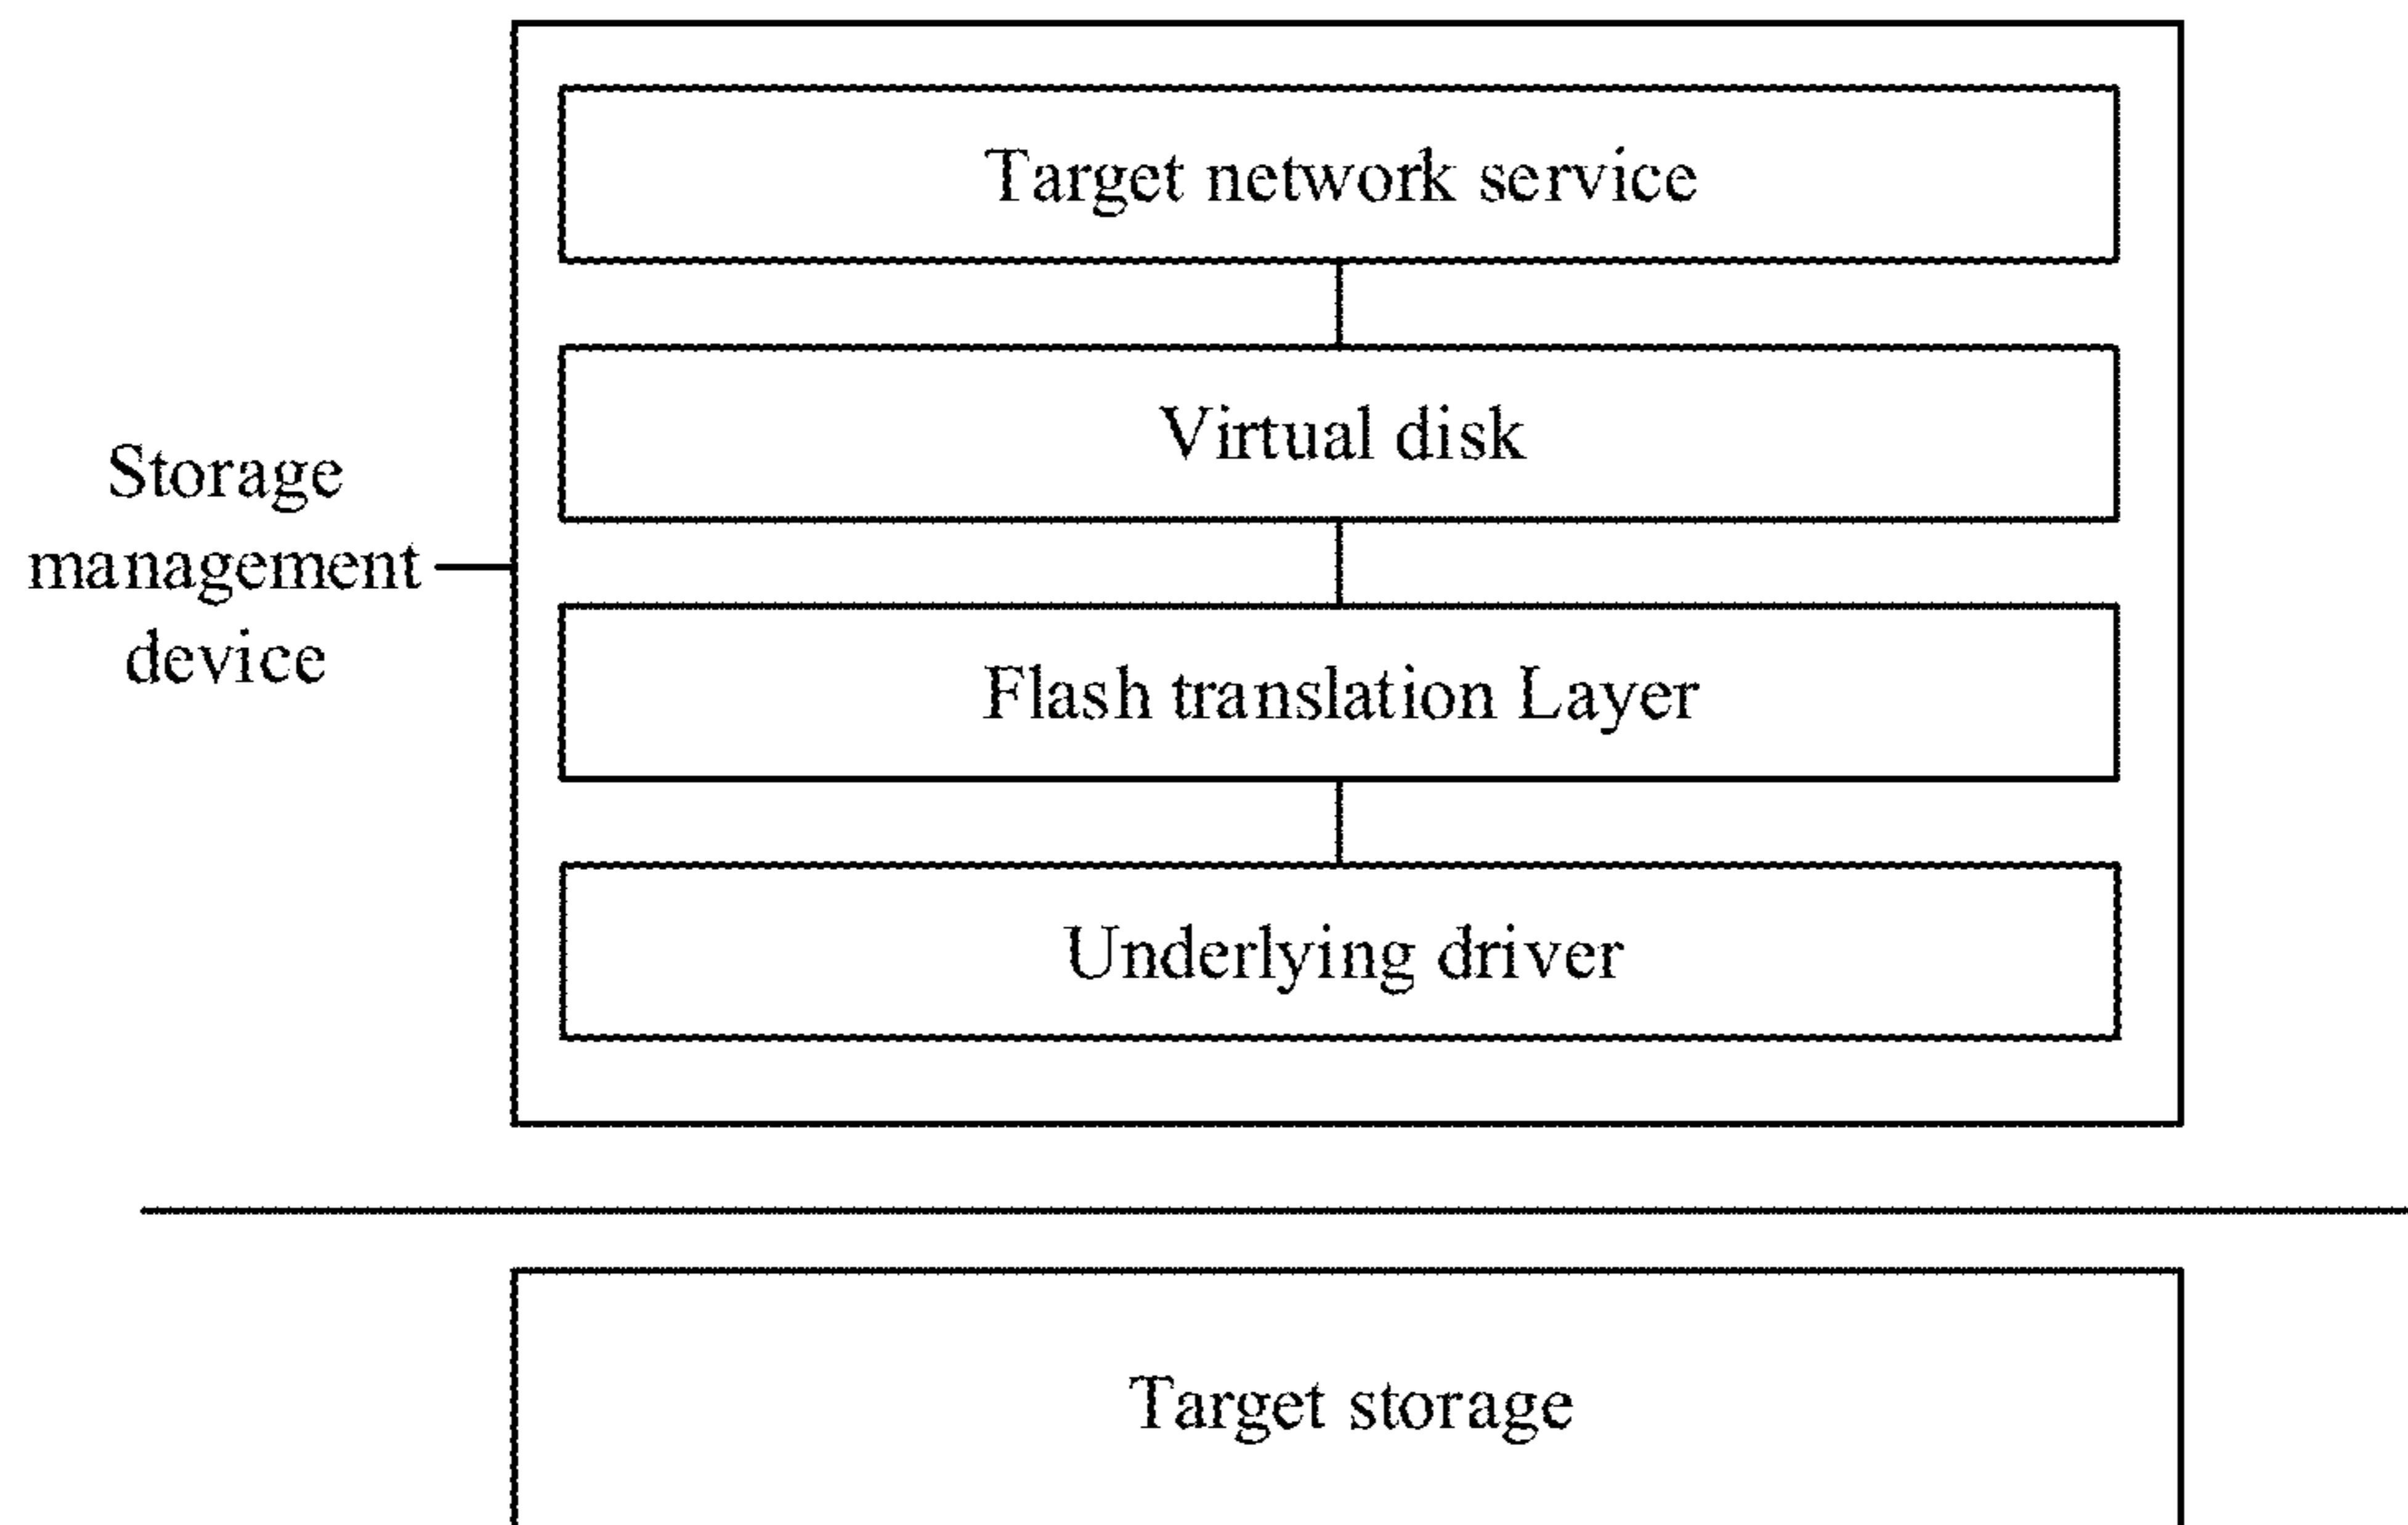 Target network service
Virtual disk
Storage
management
device
Flash translation Layer
Underlying driver
Target storage